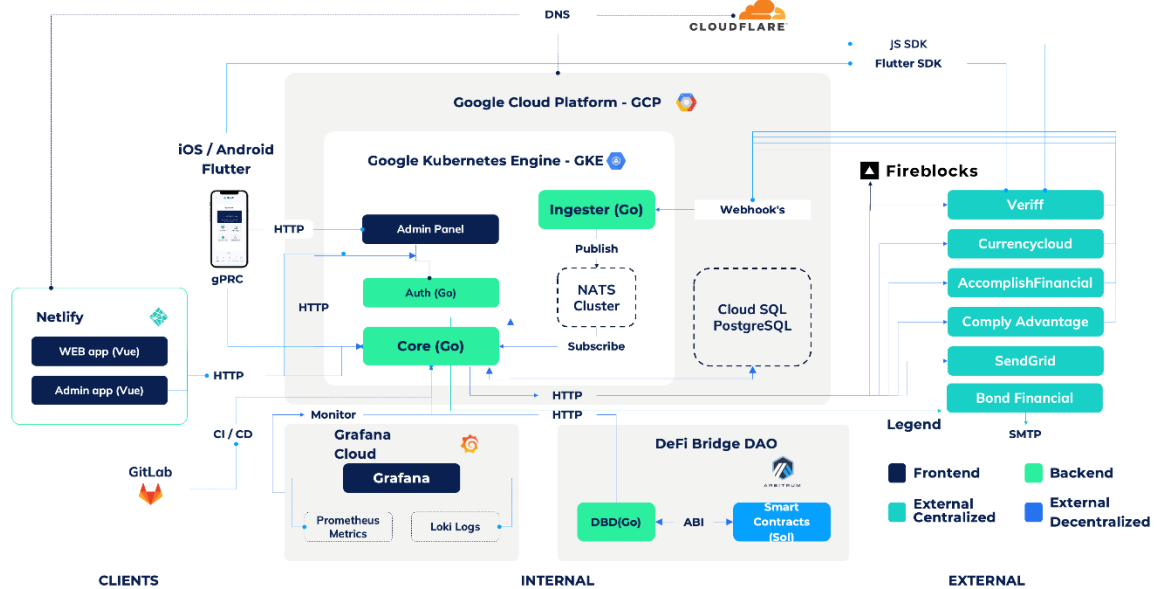 DNS
CLOUDFLARE
JS SDK
Flutter SDK
Google Cloud Platform - GCP
iOS / Android
Flutter
Google Kubernetes Engine - GKE
Fireblocks
Ingester (Go)
Webhook's
Veriff
HTTP
Admin Panel
Currencycloud
Publish
gPRC
AccomplishFinancial
Auth (Go)
NATS
Cluster
HTTP
Cloud SQL
PostgreSQL
Netlify
Comply Advantage
WEB app (Vue)
Core (Go)
Subscribe
SendGrid
HTTP
Admin app (Vue)
HTTP
Bond Financial
Monitor
HTTP
Legend
SMTP
CI / CD
Grafana
Cloud
DeFi Bridge DAO
GitLab
Grafana
ARBITRUM
Frontend
Backend
Prometheus
Metrics
Loki Logs
DBD(Go)
ABI
Smart
Contracts
(Sol)
External
Centralized
External
Decentralized
CLIENTS
INTERNAL
EXTERNAL